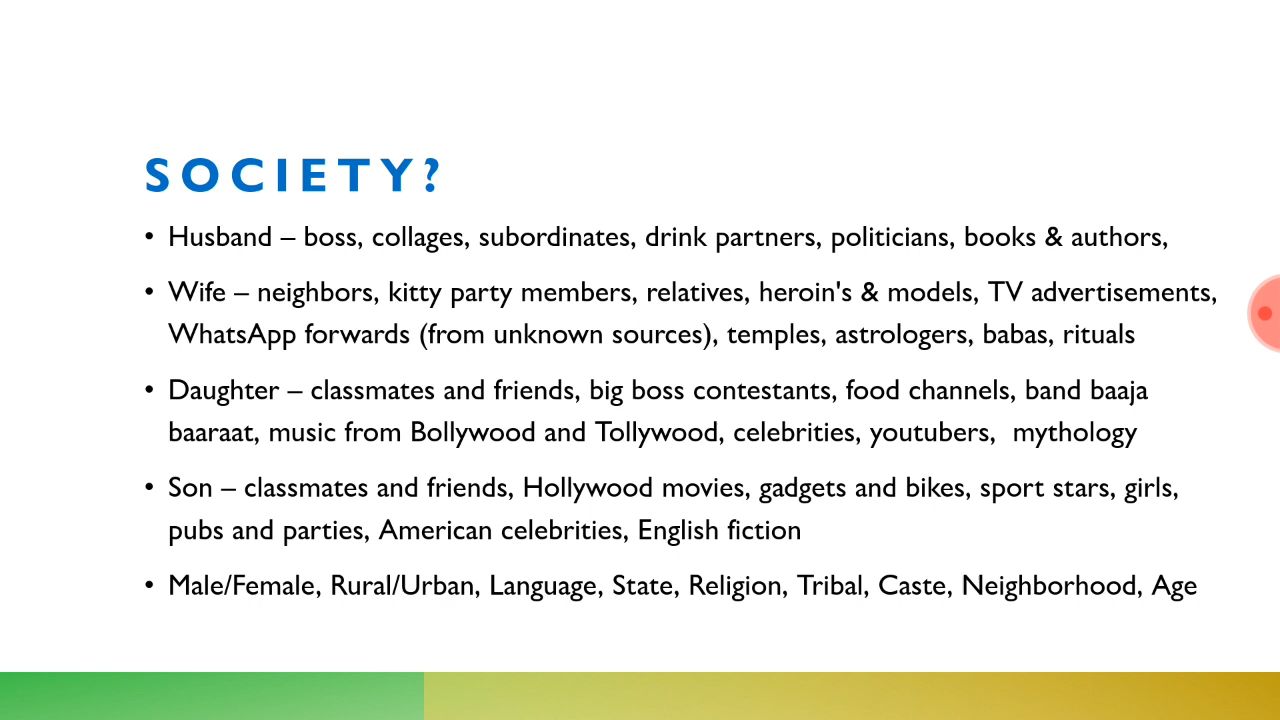 SOCIETY?
• Husband – boss, collages, subordinates, drink partners, politicians, books & authors,
• Wife – neighbors, kitty party members, relatives, heroin's & models, TV advertisements,
WhatsApp forwards (from unknown sources), temples, astrologers, babas, rituals
• Daughter – classmates and friends, big boss contestants, food channels, band baaja
baaraat, music from Bollywood and Tollywood, celebrities, youtubers,  mythology
• Son – classmates and friends, Hollywood movies, gadgets and bikes, sport stars, girls,
pubs and parties, American celebrities, English fiction
• Male/Female, Rural/Urban, Language, State, Religion, Tribal, Caste, Neighborhood, Age